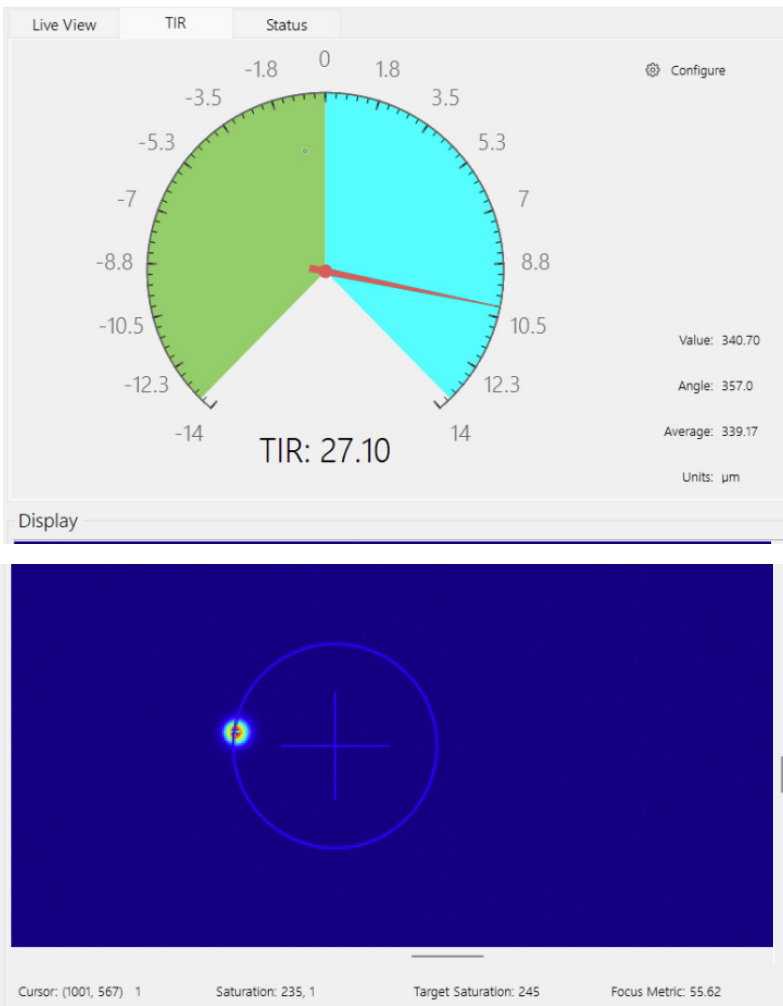 Live View TIR Status
-1.8 0 1.8
Configure
-3.5 3.5
-5.3 5.3
-7 7
-8.8 8.8
-10.5 10.5
Value: 340.70
-12.3 12.3
Angle: 357.0
-14 14
Average: 339.17
TIR: 27.10
Units: μm
Display
Cursor: (1001, 567) 1 Saturation: 235, 1 Target Saturation: 245 Focus Metric: 55.62